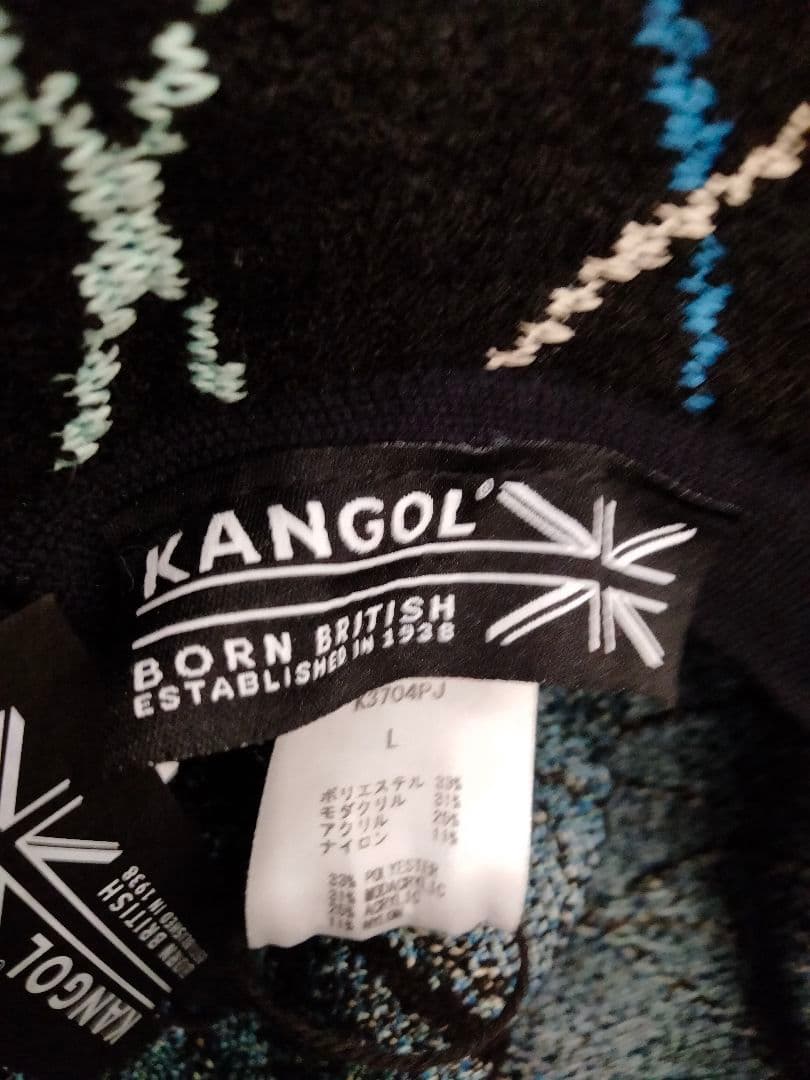 KANGOL®
BORN BRITISH
ESTABLISHED IN 1938
K3704PJ
L
ポリエステル 33%
モダクリル 31%
アクリル 25%
ナイロン 11%
33% POLYESTER
31% MODACRYLIC
25% ACRYLIC
11% NYLON
KANGOL
BORN BRITISH
ESTABLISHED IN 1938